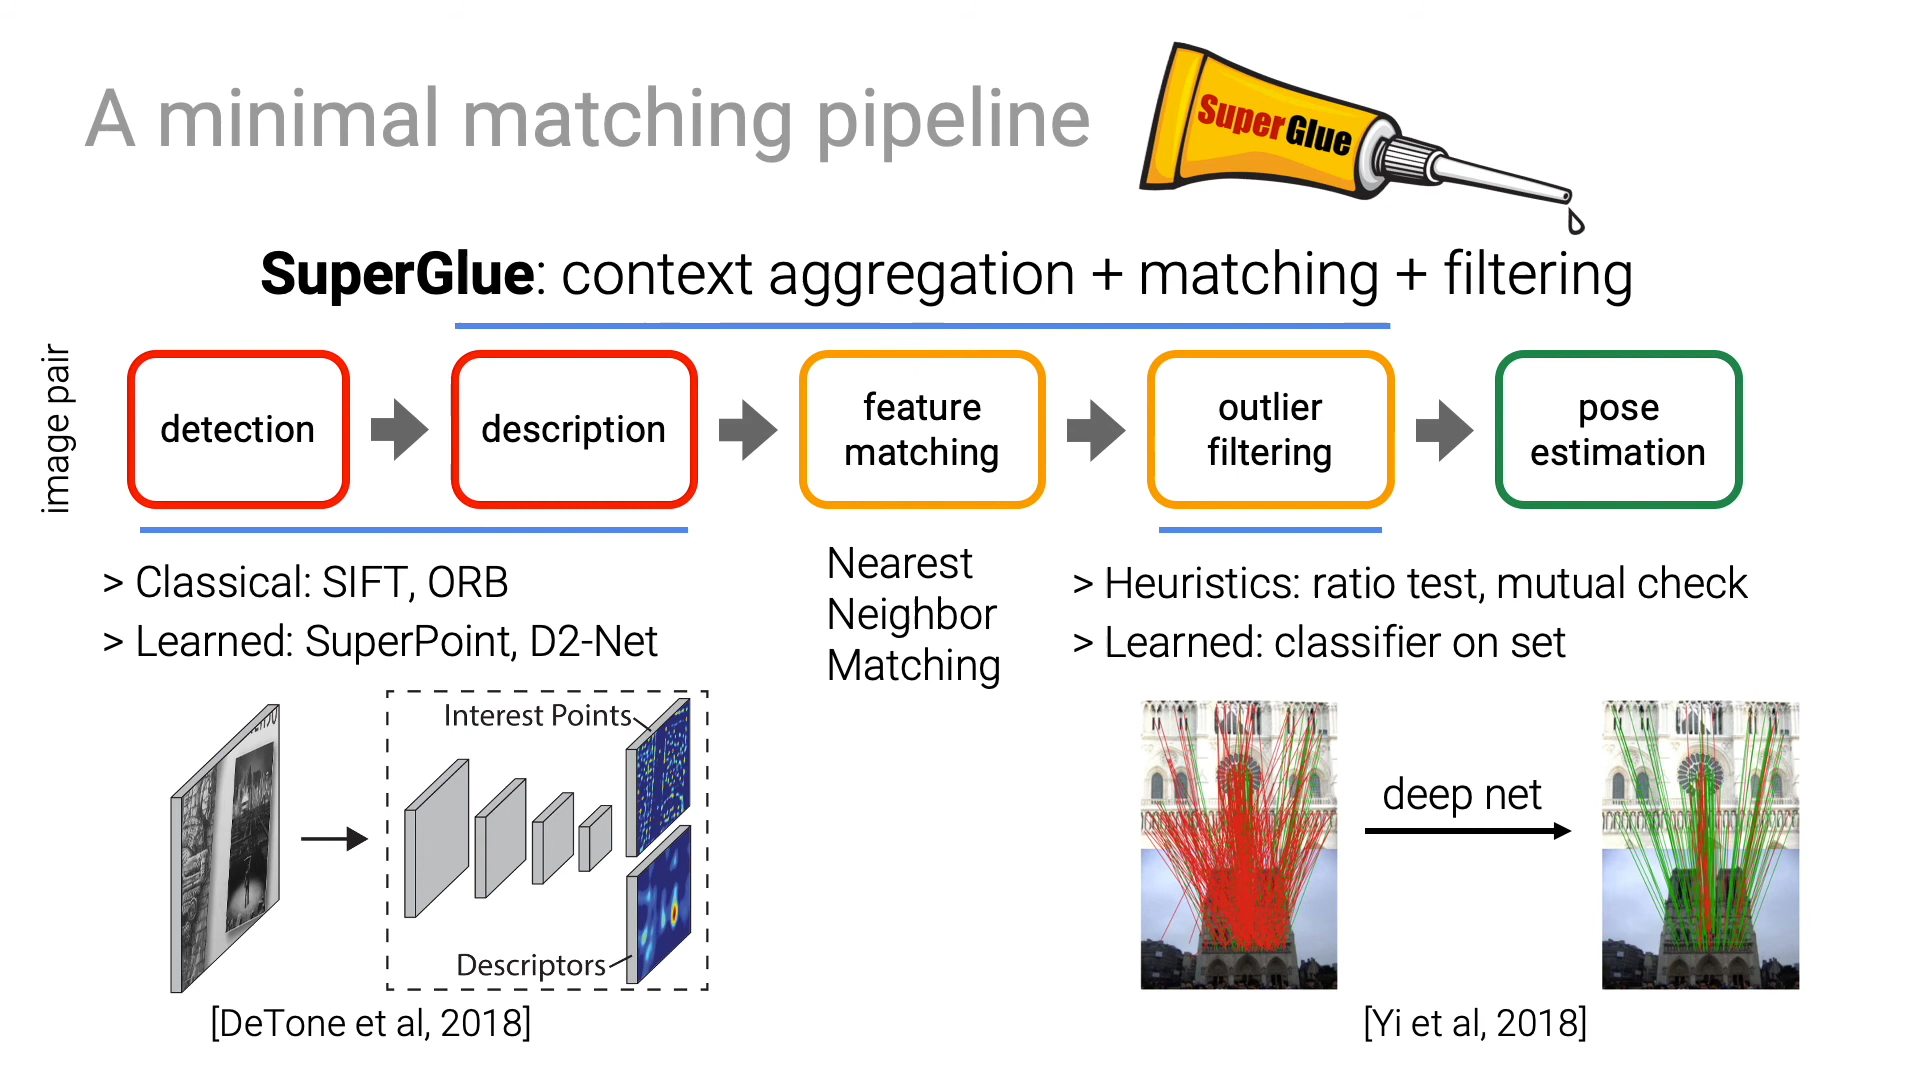 A minimal matching pipeline
Super Glue
SuperGlue: context aggregation + matching + filtering
image pair
detection
description
feature
matching
outlier
filtering
pose
estimation
> Classical: SIFT, ORB
> Learned: SuperPoint, D2-Net
Nearest
Neighbor
Matching
> Heuristics: ratio test, mutual check
> Learned: classifier on set
Interest Points
Descriptors
[DeTone et al, 2018]
deep net
[Yi et al, 2018]